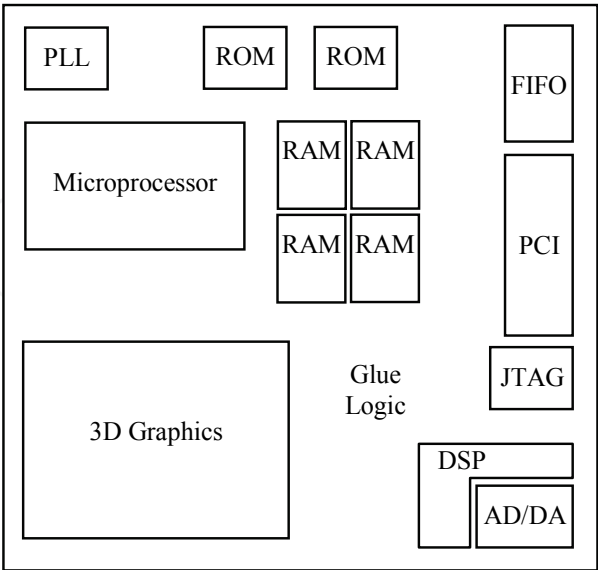 PLL
ROM
ROM
FIFO
Microprocessor
RAM
RAM
RAM
RAM
PCI
3D Graphics
Glue
Logic
JTAG
DSP
AD/DA